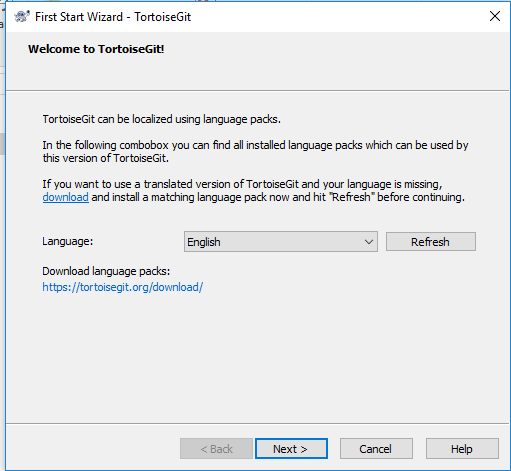 First Start Wizard - TortoiseGit
Welcome to TortoiseGit!
TortoiseGit can be localized using language packs.
In the following combobox you can find all installed language packs which can be used by
this version of TortoiseGit.
If you want to use a translated version of TortoiseGit and your language is missing,
download and install a matching language pack now and hit "Refresh" before continuing.
Language: English Refresh
Download language packs:
https://tortoisegit.org/download/
< Back Next > Cancel Help